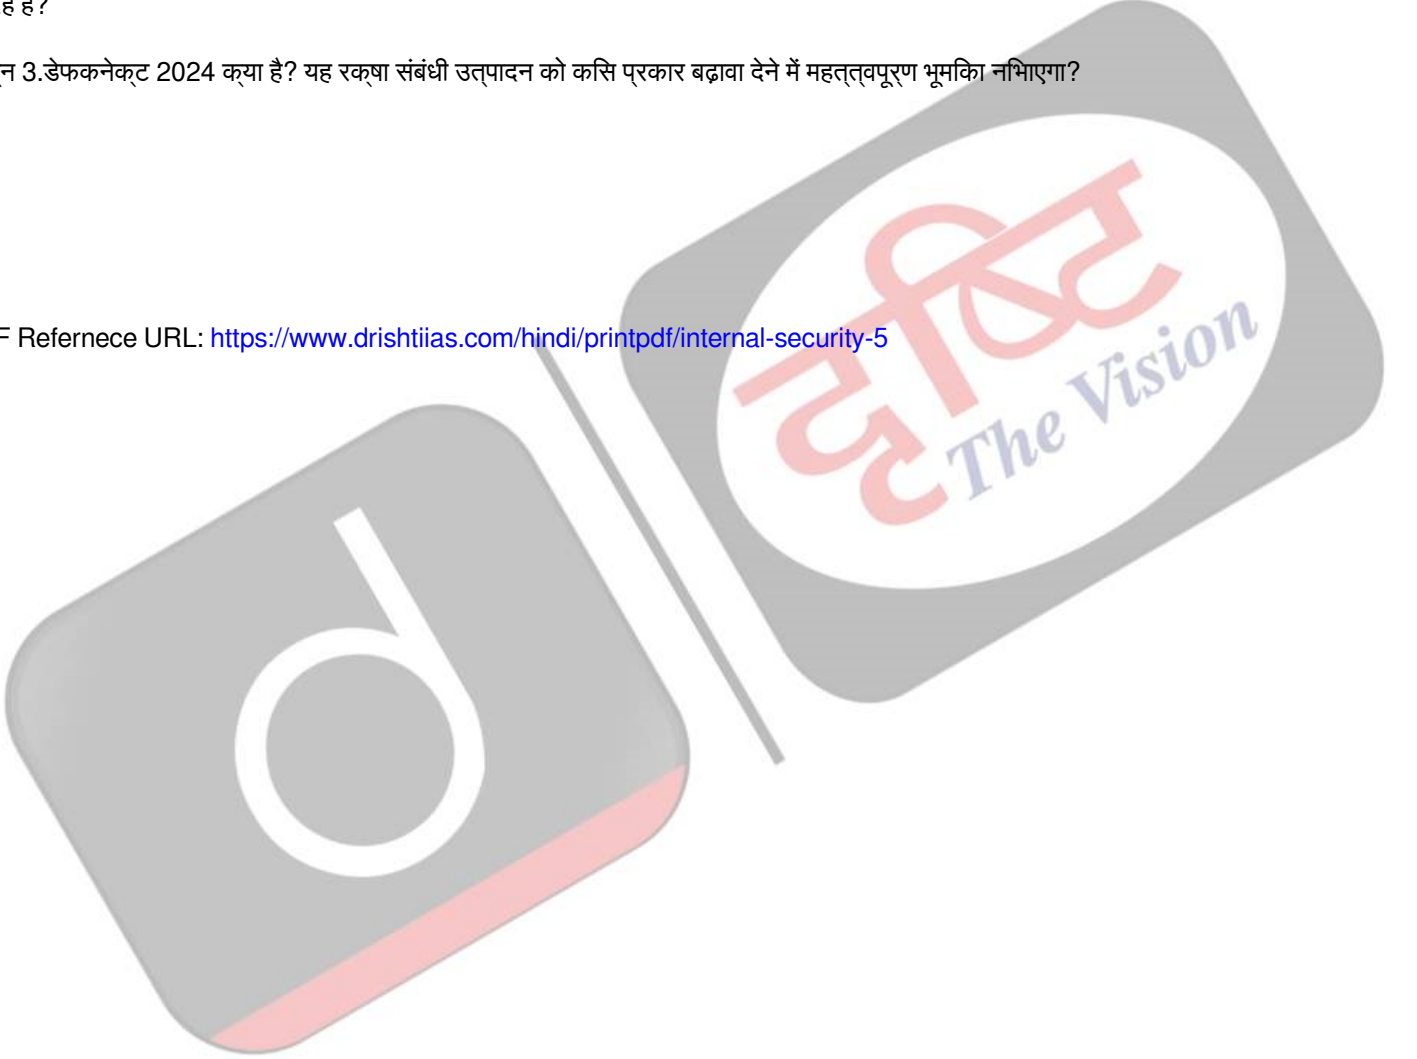 हे हैं?
न 3.डेफकनेक्ट 2024 क्या है? यह रक्षा संबंधी उत्पादन को कसि प्रकार बढ़ावा देने में महत्त्वपूर्ण भूमकिा नभिाएगा?
F Refernece URL: https://www.drishtiias.com/hindi/printpdf/internal-security-5
दृष्टि
The Vision
d